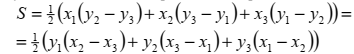 S = ½(x₁(y₂ − y₃) + x₂(y₃ − y₁) + x₃(y₁ − y₂)) =
= ½(y₁(x₂ − x₃) + y₂(x₃ − x₁) + y₃(x₁ − x₂))